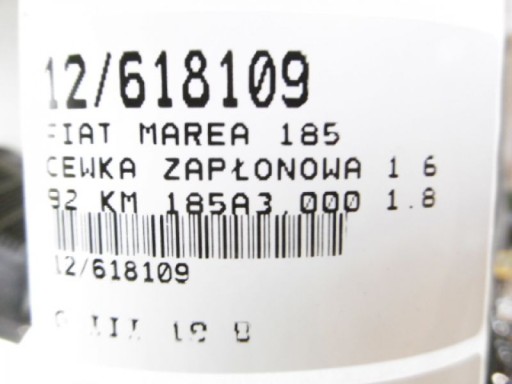 12/618109
FIAT MAREA 185
CEWKA ZAPŁONOWA 1 6
92 KM 185A3.000 1.8
12/618109